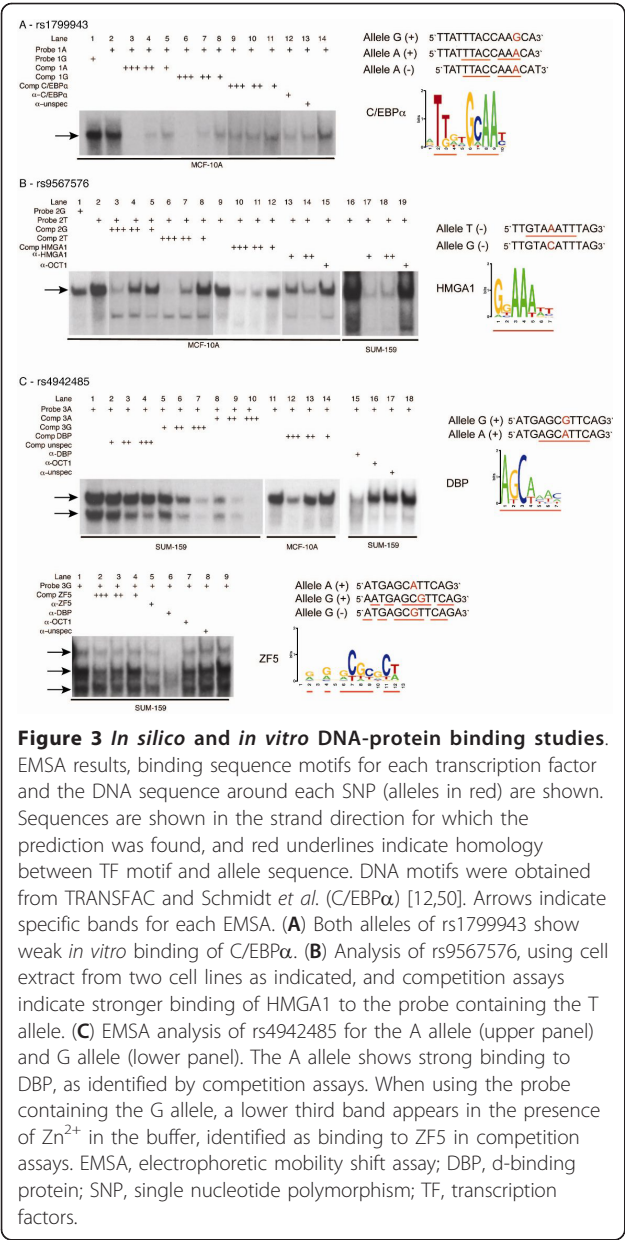 A - rs1799943
Lane 1 2 3 4 5 6 7 8 9 10 11 12 13 14
Probe 1A + + + + + + + + + + + + +
Probe 1G +
Comp 1A +++ ++ +
Comp 1G +++ ++ +
Comp C/EBPα +++ ++ +
α-C/EBPα +
α-unspec +
MCF-10A
Allele G (+) 5`TTATTTACCAAGCA3`
Allele A (+) 5`TTATTTACCAAACA3`
Allele A (-) 5`TATTTACCAAACAT3`
C/EBPα
B - rs9567576
Lane 1 2 3 4 5 6 7 8 9 10 11 12 13 14 15 16 17 18 19
Probe 2G +
Probe 2T + + + + + + + + + + + + + + + + + +
Comp 2G +++ ++ +
Comp 2T +++ ++ +
Comp HMGA1 +++ ++ +
α-HMGA1 + ++ + ++
α-OCT1 + +
MCF-10A
SUM-159
Allele T (-) 5`TTGTAAATTTAG3`
Allele G (-) 5`TTGTACATTTAG3`
HMGA1
C - rs4942485
Lane 1 2 3 4 5 6 7 8 9 10 11 12 13 14 15 16 17 18
Probe 3A + + + + + + + + + + + + + + + + + +
Comp 3A + ++ +++
Comp 3G + ++ +++
Comp DBP +++ ++ +
Comp unspec + ++ +++
α-DBP +
α-OCT1 +
α-unspec +
SUM-159
MCF-10A
SUM-159
Allele G (+) 5`ATGAGCGTTCAG3`
Allele A (+) 5`ATGAGCATTCAG3`
DBP
Lane 1 2 3 4 5 6 7 8 9
Probe 3G + + + + + + + + +
Comp ZF5 +++ ++ +
α-ZF5 +
α-DBP +
α-OCT1 +
α-unspec +
SUM-159
Allele A (+) 5`ATGAGCATTCAG3`
Allele G (+) 5`AATGAGCGTTCAG3`
Allele G (-) 5`ATGAGCGTTCAGA3`
ZF5
Figure 3 In silico and in vitro DNA-protein binding studies.
EMSA results, binding sequence motifs for each transcription factor
and the DNA sequence around each SNP (alleles in red) are shown.
Sequences are shown in the strand direction for which the
prediction was found, and red underlines indicate homology
between TF motif and allele sequence. DNA motifs were obtained
from TRANSFAC and Schmidt et al. (C/EBPα) [12,50]. Arrows indicate
specific bands for each EMSA. (A) Both alleles of rs1799943 show
weak in vitro binding of C/EBPα. (B) Analysis of rs9567576, using cell
extract from two cell lines as indicated, and competition assays
indicate stronger binding of HMGA1 to the probe containing the T
allele. (C) EMSA analysis of rs4942485 for the A allele (upper panel)
and G allele (lower panel). The A allele shows strong binding to
DBP, as identified by competition assays. When using the probe
containing the G allele, a lower third band appears in the presence
of Zn2+ in the buffer, identified as binding to ZF5 in competition
assays. EMSA, electrophoretic mobility shift assay; DBP, d-binding
protein; SNP, single nucleotide polymorphism; TF, transcription
factors.